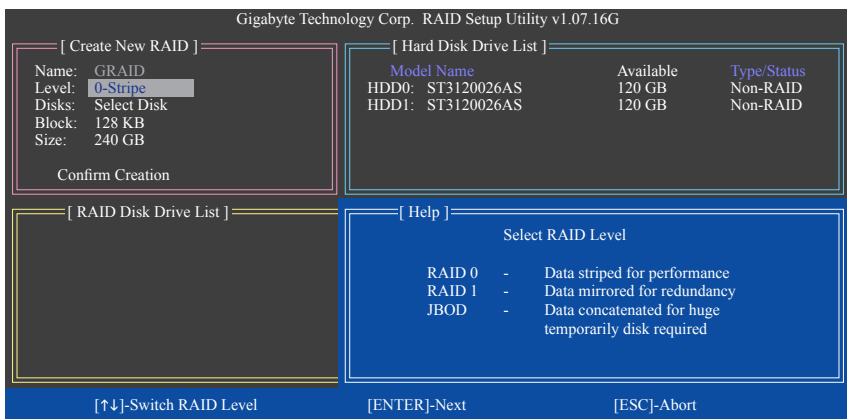 Gigabyte Technology Corp. RAID Setup Utility v1.07.16G
[ Create New RAID ]
Name: GRAID
Level: 0-Stripe
Disks: Select Disk
Block: 128 KB
Size: 240 GB
Confirm Creation
[ Hard Disk Drive List ]
Model Name Available Type/Status
HDD0: ST3120026AS 120 GB Non-RAID
HDD1: ST3120026AS 120 GB Non-RAID
[ RAID Disk Drive List ]
[ Help ]
Select RAID Level
RAID 0 - Data striped for performance
RAID 1 - Data mirrored for redundancy
JBOD - Data concatenated for huge
temporarily disk required
[↑↓]-Switch RAID Level [ENTER]-Next [ESC]-Abort